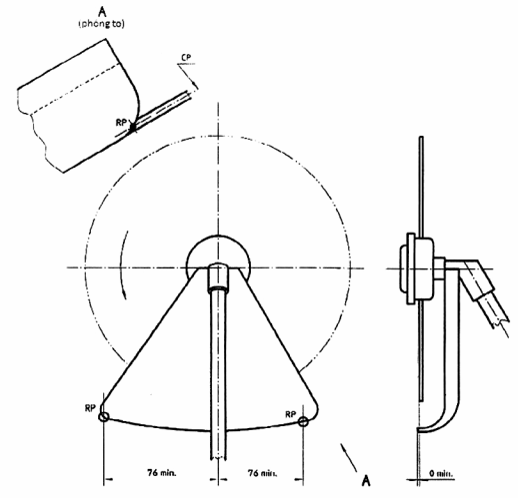 A
(phóng to)
CP
RP
RP
RP
76 min.
76 min.
A
0 min.